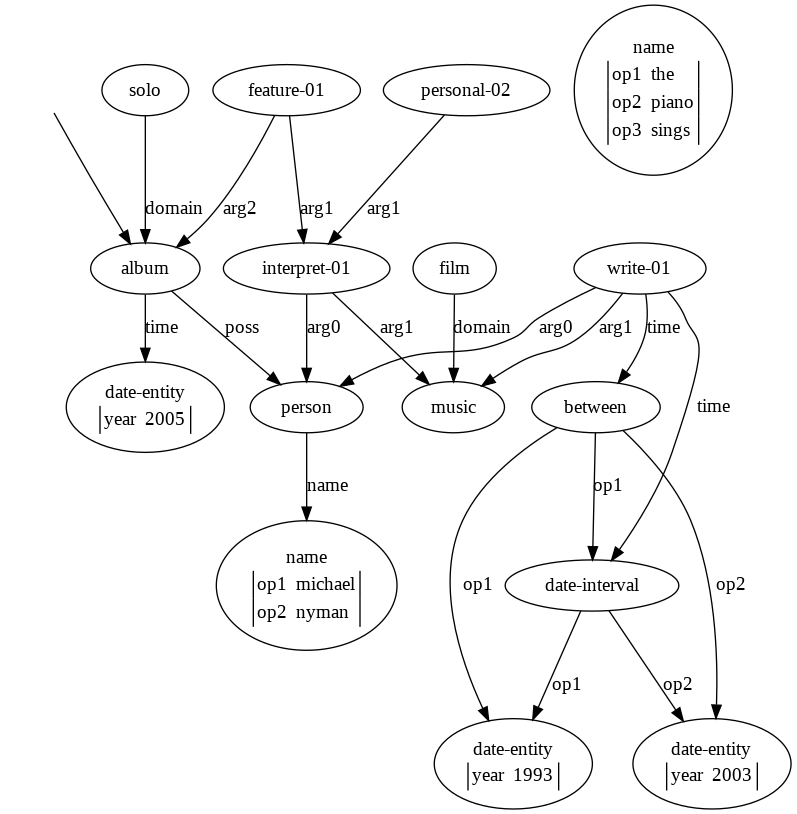 name
op1 the
op2 piano
op3 sings
solo
feature-01
personal-02
domain
arg2
arg1
arg1
album
interpret-01
film
write-01
time
poss
arg0
arg1
domain
arg0
arg1
time
time
date-entity
year 2005
person
music
between
name
op1
name
op1 michael
op2 nyman
op1
date-interval
op2
op1
op2
date-entity
year 1993
date-entity
year 2003